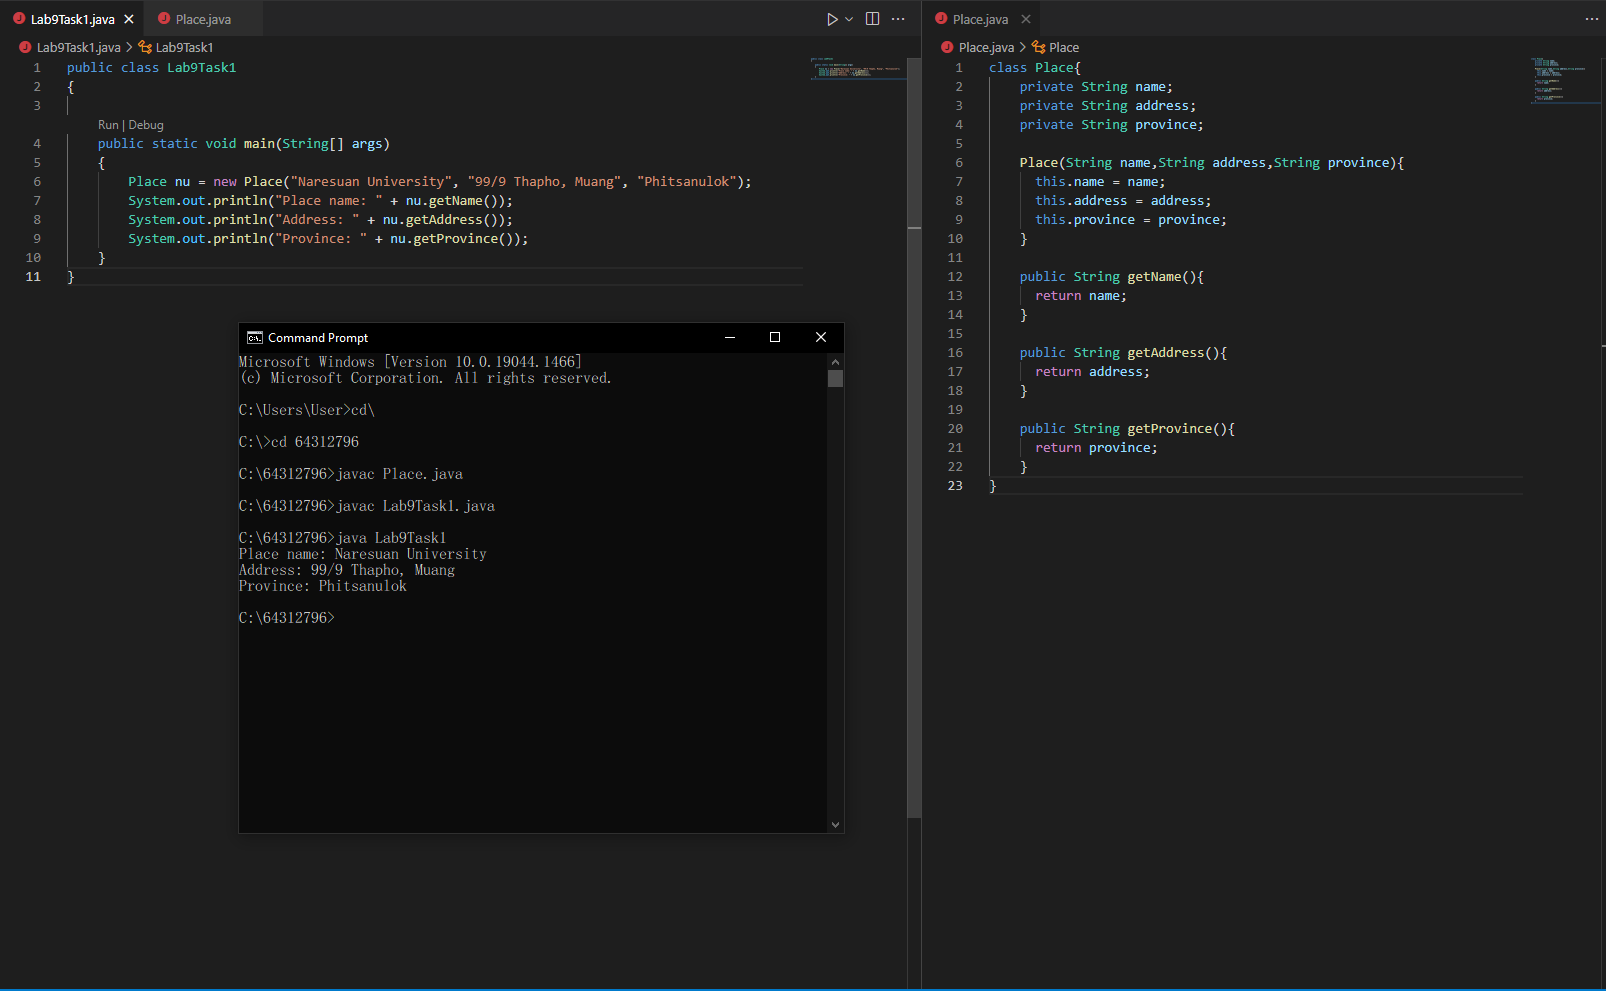 Lab9Task1.java
Place.java
Lab9Task1.java > Lab9Task1
1 public class Lab9Task1
2 {
3
Run | Debug
4 public static void main(String[] args)
5 {
6 Place nu = new Place("Naresuan University", "99/9 Thapho, Muang", "Phitsanulok");
7 System.out.println("Place name: " + nu.getName());
8 System.out.println("Address: " + nu.getAddress());
9 System.out.println("Province: " + nu.getProvince());
10 }
11 }
Command Prompt
Microsoft Windows [Version 10.0.19044.1466]
(c) Microsoft Corporation. All rights reserved.
C:\Users\User>cd\
C:\>cd 64312796
C:\64312796>javac Place.java
C:\64312796>javac Lab9Task1.java
C:\64312796>java Lab9Task1
Place name: Naresuan University
Address: 99/9 Thapho, Muang
Province: Phitsanulok
C:\64312796>
Place.java
Place.java > Place
1 class Place{
2 private String name;
3 private String address;
4 private String province;
5
6 Place(String name,String address,String province){
7 this.name = name;
8 this.address = address;
9 this.province = province;
10 }
11
12 public String getName(){
13 return name;
14 }
15
16 public String getAddress(){
17 return address;
18 }
19
20 public String getProvince(){
21 return province;
22 }
23 }